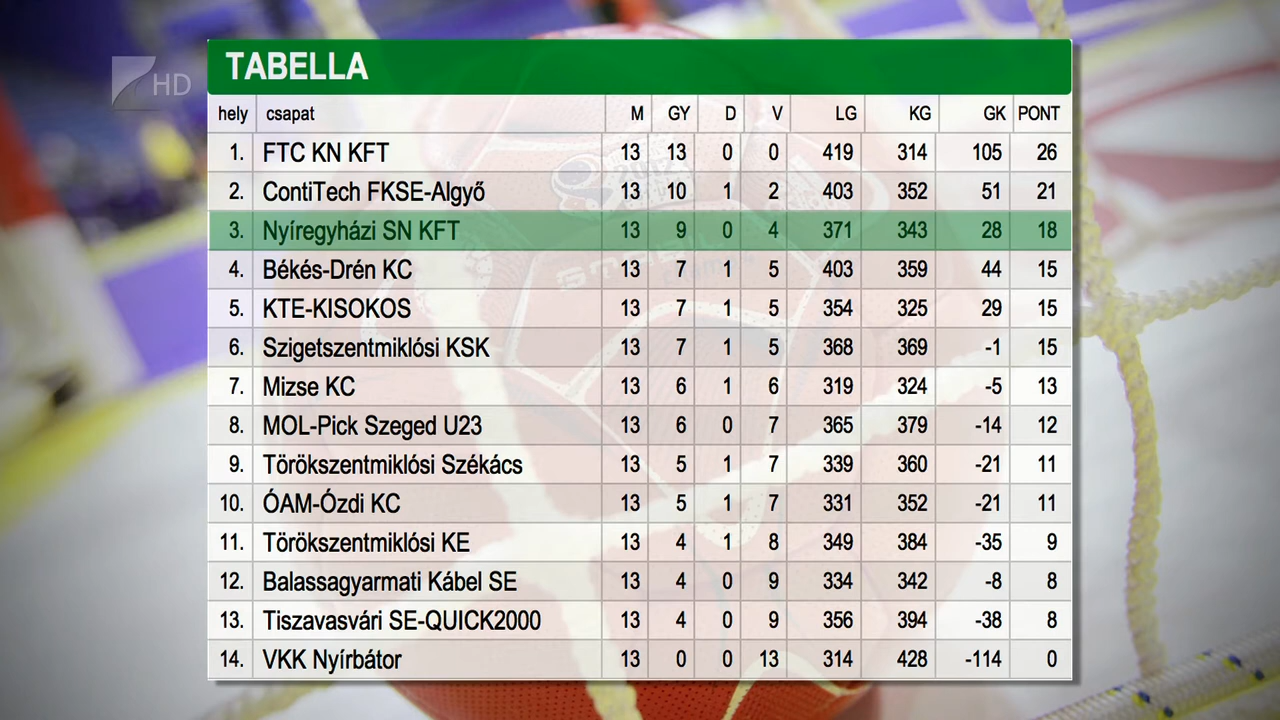 HD
TABELLA
hely csapat M GY D V LG KG GK PONT
1. FTC KN KFT 13 13 0 0 419 314 105 26
2. ContiTech FKSE-Algyő 13 10 1 2 403 352 51 21
3. Nyíregyházi SN KFT 13 9 0 4 371 343 28 18
4. Békés-Drén KC 13 7 1 5 403 359 44 15
5. KTE-KISOKOS 13 7 1 5 354 325 29 15
6. Szigetszentmiklósi KSK 13 7 1 5 368 369 -1 15
7. Mizse KC 13 6 1 6 319 324 -5 13
8. MOL-Pick Szeged U23 13 6 0 7 365 379 -14 12
9. Törökszentmiklósi Székács 13 5 1 7 339 360 -21 11
10. ÓAM-Ózdi KC 13 5 1 7 331 352 -21 11
11. Törökszentmiklósi KE 13 4 1 8 349 384 -35 9
12. Balassagyarmati Kábel SE 13 4 0 9 334 342 -8 8
13. Tiszavasvári SE-QUICK2000 13 4 0 9 356 394 -38 8
14. VKK Nyírbátor 13 0 0 13 314 428 -114 0